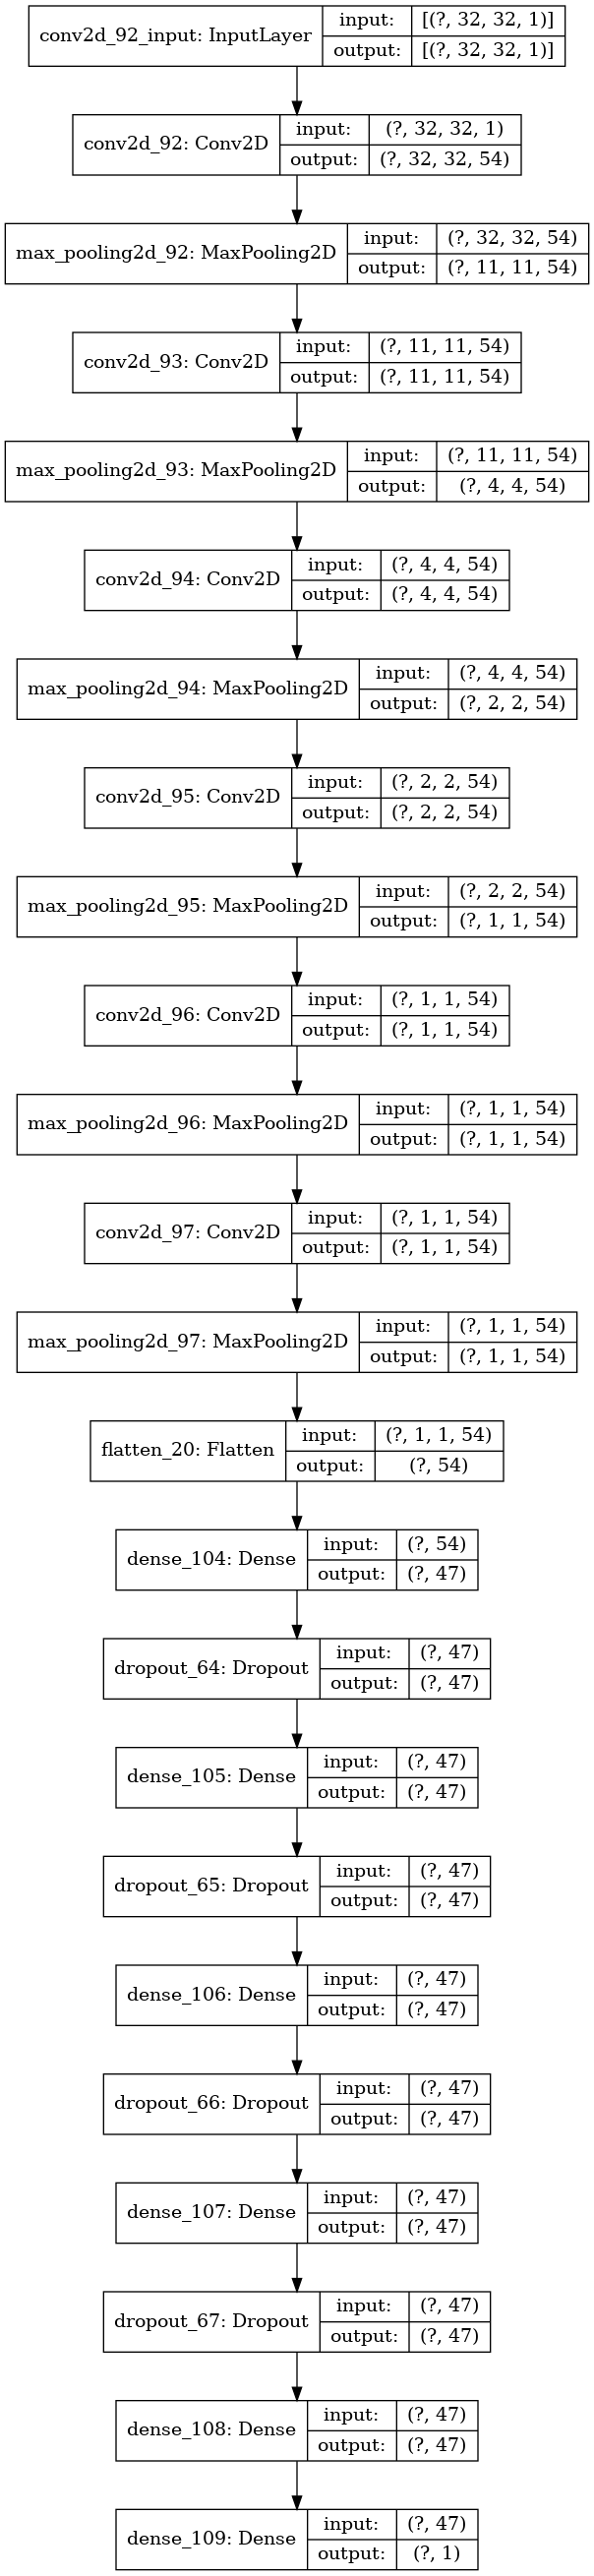 conv2d_92_input: InputLayer input: [(?, 32, 32, 1)]
output: [(?, 32, 32, 1)]
conv2d_92: Conv2D input: (?, 32, 32, 1)
output: (?, 32, 32, 54)
max_pooling2d_92: MaxPooling2D input: (?, 32, 32, 54)
output: (?, 11, 11, 54)
conv2d_93: Conv2D input: (?, 11, 11, 54)
output: (?, 11, 11, 54)
max_pooling2d_93: MaxPooling2D input: (?, 11, 11, 54)
output: (?, 4, 4, 54)
conv2d_94: Conv2D input: (?, 4, 4, 54)
output: (?, 4, 4, 54)
max_pooling2d_94: MaxPooling2D input: (?, 4, 4, 54)
output: (?, 2, 2, 54)
conv2d_95: Conv2D input: (?, 2, 2, 54)
output: (?, 2, 2, 54)
max_pooling2d_95: MaxPooling2D input: (?, 2, 2, 54)
output: (?, 1, 1, 54)
conv2d_96: Conv2D input: (?, 1, 1, 54)
output: (?, 1, 1, 54)
max_pooling2d_96: MaxPooling2D input: (?, 1, 1, 54)
output: (?, 1, 1, 54)
conv2d_97: Conv2D input: (?, 1, 1, 54)
output: (?, 1, 1, 54)
max_pooling2d_97: MaxPooling2D input: (?, 1, 1, 54)
output: (?, 1, 1, 54)
flatten_20: Flatten input: (?, 1, 1, 54)
output: (?, 54)
dense_104: Dense input: (?, 54)
output: (?, 47)
dropout_64: Dropout input: (?, 47)
output: (?, 47)
dense_105: Dense input: (?, 47)
output: (?, 47)
dropout_65: Dropout input: (?, 47)
output: (?, 47)
dense_106: Dense input: (?, 47)
output: (?, 47)
dropout_66: Dropout input: (?, 47)
output: (?, 47)
dense_107: Dense input: (?, 47)
output: (?, 47)
dropout_67: Dropout input: (?, 47)
output: (?, 47)
dense_108: Dense input: (?, 47)
output: (?, 47)
dense_109: Dense input: (?, 47)
output: (?, 1)